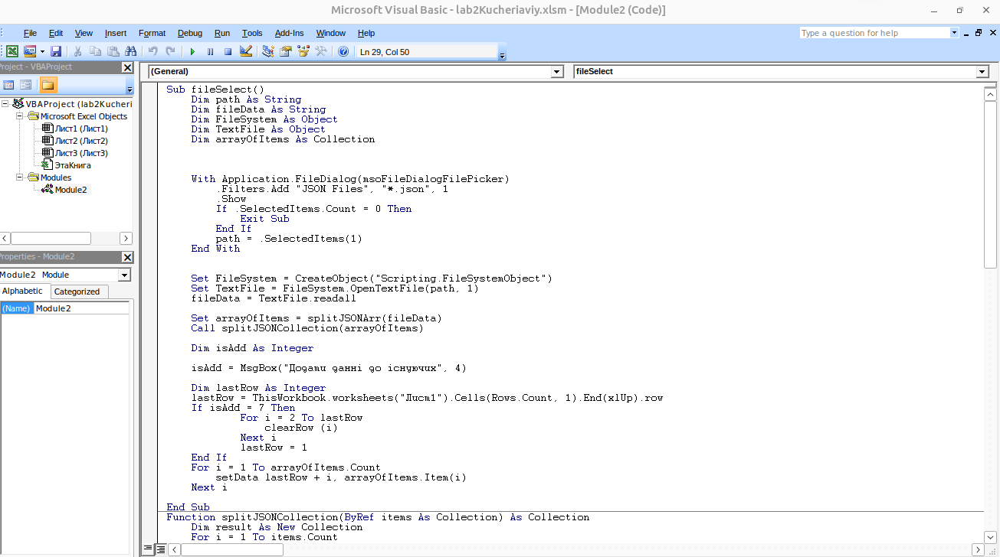 Microsoft Visual Basic - lab2Kucheriaviy.xlsm - [Module2 (Code)]
File Edit View Insert Format Debug Run Tools Add-Ins Window Help
Type a question for help
Ln 29, Col 50
Project - VBAProject
VBAProject (lab2Kucheri
Microsoft Excel Objects
Лист1 (Лист1)
Лист2 (Лист2)
Лист3 (Лист3)
ЭтаКнига
Modules
Module2
Properties - Module2
Module2 Module
Alphabetic Categorized
(Name) Module2
(General)
fileSelect
Sub fileSelect()
Dim path As String
Dim fileData As String
Dim FileSystem As Object
Dim TextFile As Object
Dim arrayOfItems As Collection
With Application.FileDialog(msoFileDialogFilePicker)
.Filters.Add "JSON Files", "*.json", 1
.Show
If .SelectedItems.Count = 0 Then
Exit Sub
End If
path = .SelectedItems(1)
End With
Set FileSystem = CreateObject("Scripting.FileSystemObject")
Set TextFile = FileSystem.OpenTextFile(path, 1)
fileData = TextFile.readall
Set arrayOfItems = splitJSONArr(fileData)
Call splitJSONCollection(arrayOfItems)
Dim isAdd As Integer
isAdd = MsgBox("Додати данні до існуючих", 4)
Dim lastRow As Integer
lastRow = ThisWorkbook.worksheets("Лист1").Cells(Rows.Count, 1).End(xlUp).row
If isAdd = 7 Then
For i = 2 To lastRow
clearRow (i)
Next i
lastRow = 1
End If
For i = 1 To arrayOfItems.Count
setData lastRow + i, arrayOfItems.Item(i)
Next i
End Sub
Function splitJSONCollection(ByRef items As Collection) As Collection
Dim result As New Collection
For i = 1 To items.Count